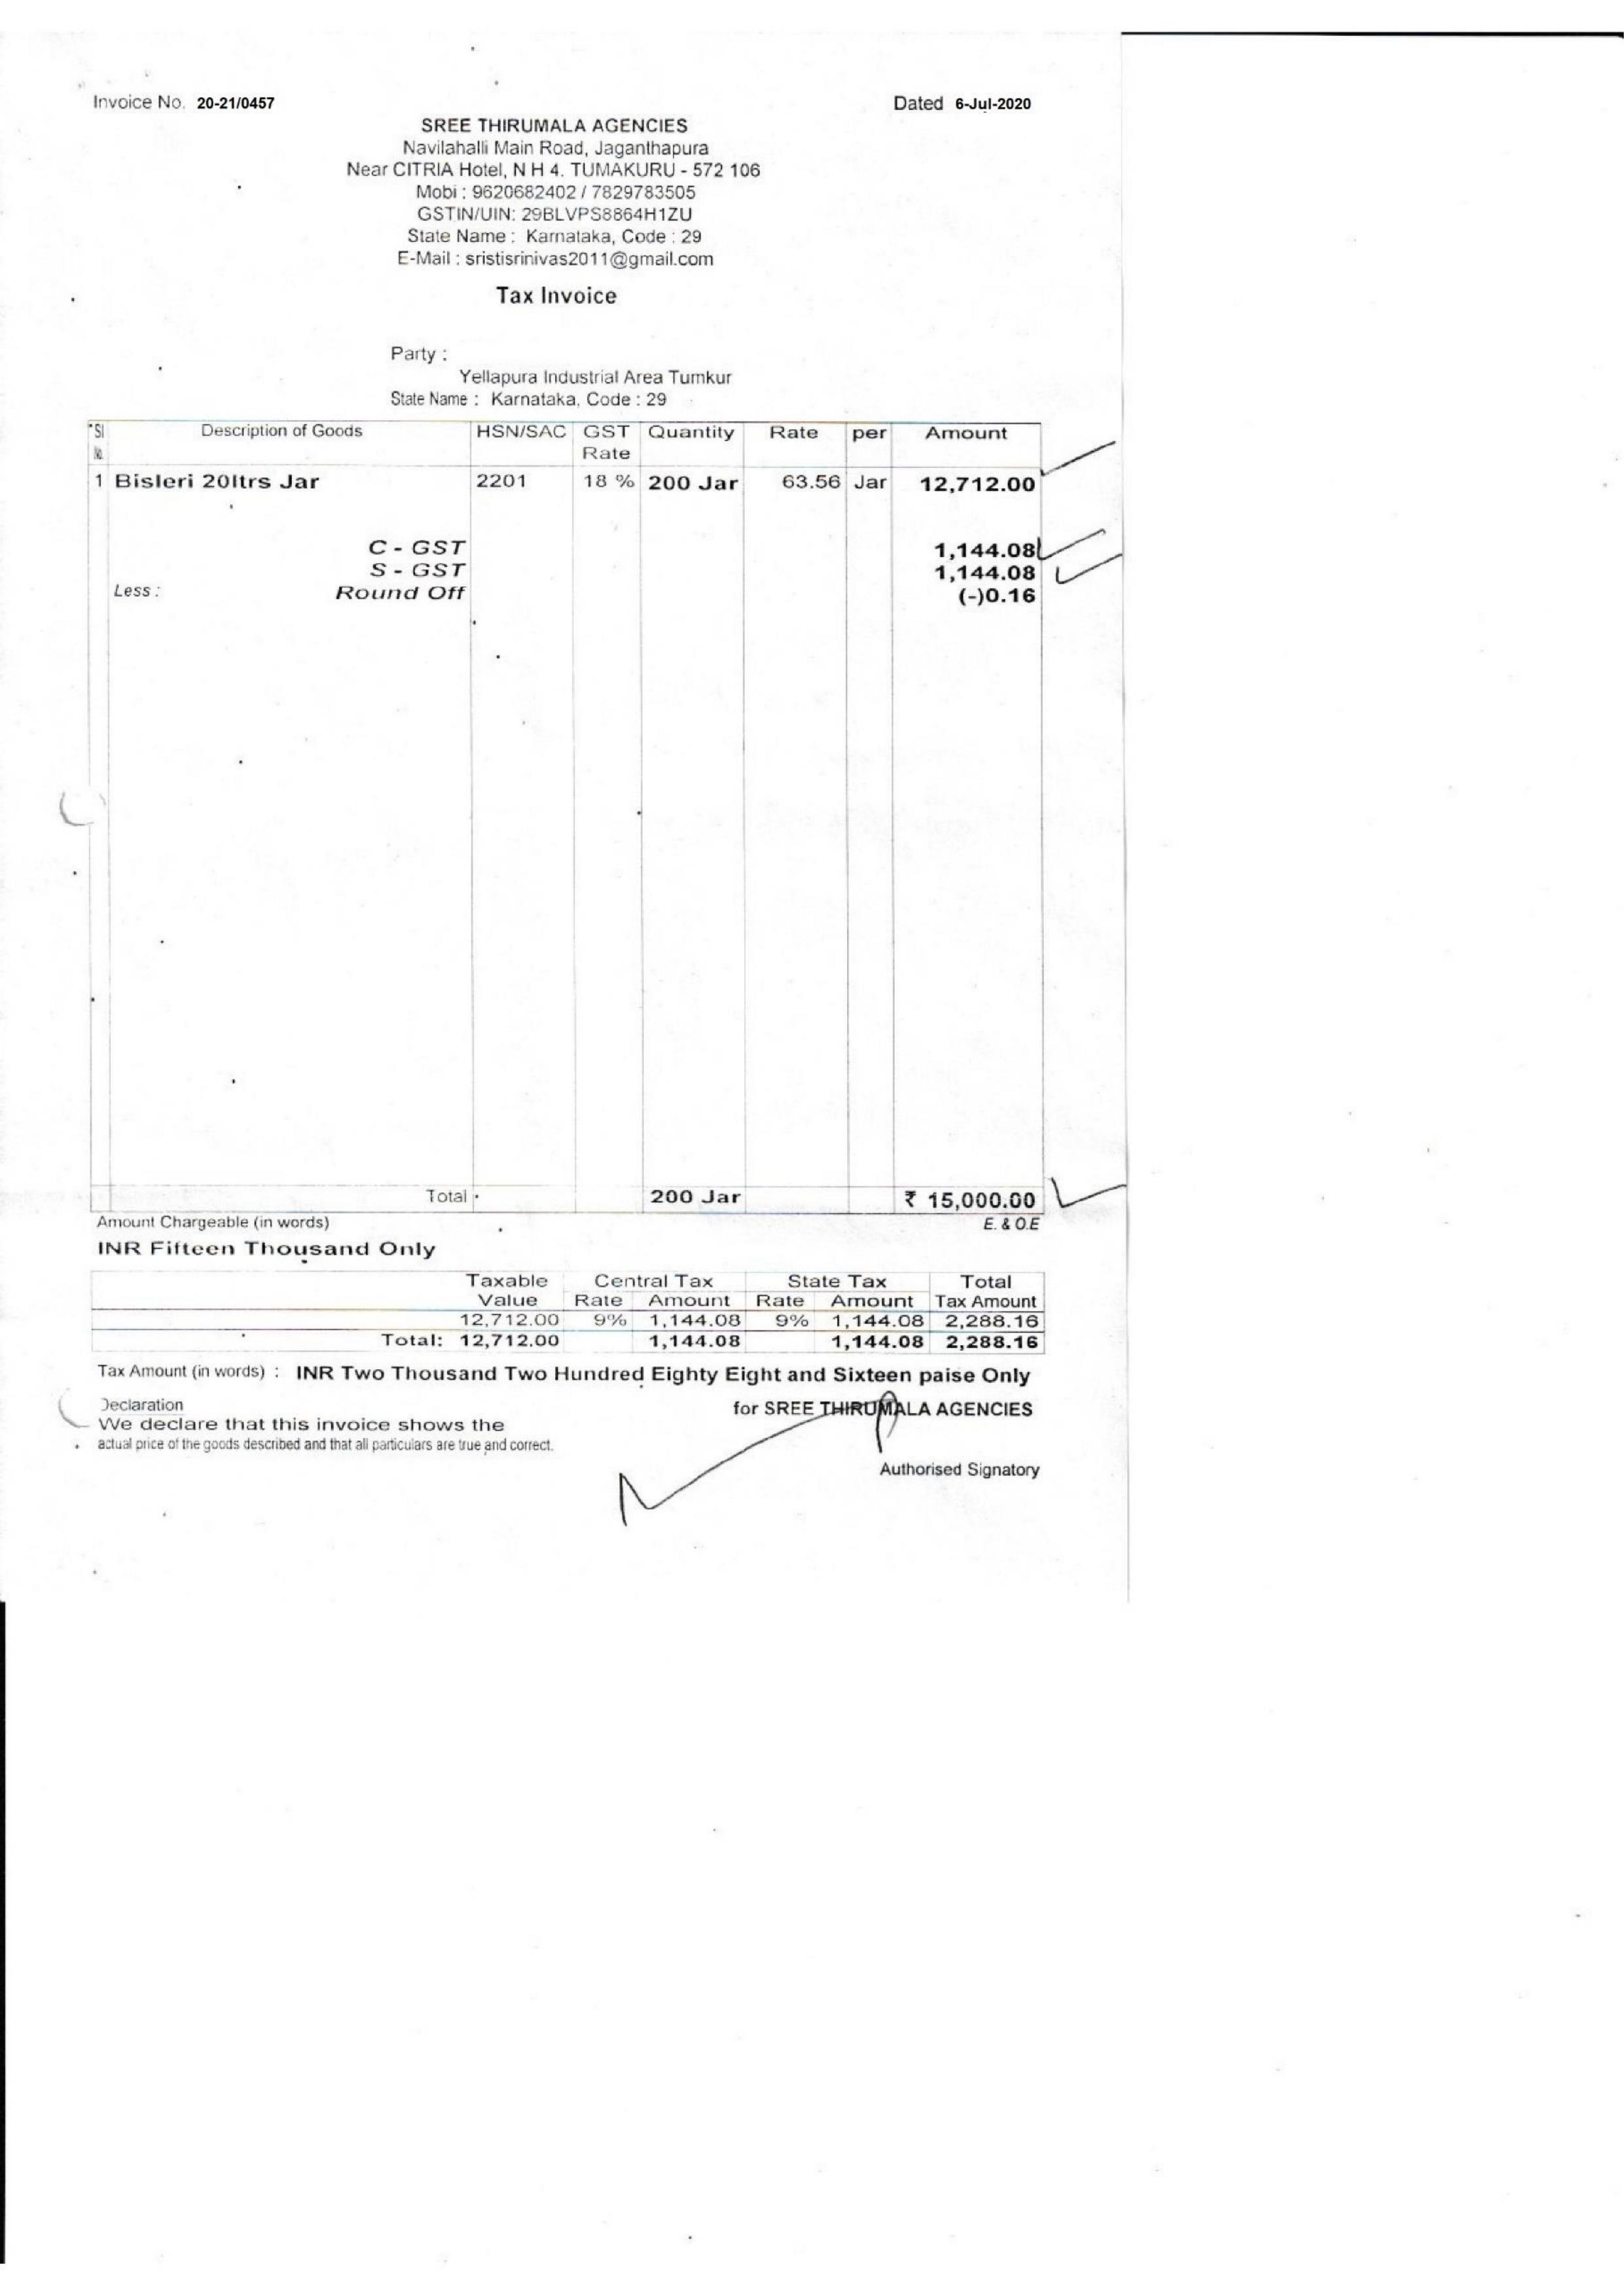 Invoice No. 20-21/0457 Dated 6-Jul-2020
SREE THIRUMALA AGENCIES
Navilahalli Main Road, Jaganthapura
Near CITRIA Hotel, N H 4. TUMAKURU - 572 106
Mobi : 9620682402 / 7829783505
GSTIN/UIN: 29BLVPS8864H1ZU
State Name : Karnataka, Code : 29
E-Mail : sristisrinivas2011@gmail.com
Tax Invoice
Party :
Yellapura Industrial Area Tumkur
State Name : Karnataka, Code : 29
Sl Description of Goods HSN/SAC GST Quantity Rate per Amount
No. Rate
1 Bisleri 20ltrs Jar 2201 18 % 200 Jar 63.56 Jar 12,712.00
C - GST 1,144.08
S - GST 1,144.08
Less : Round Off (-)0.16
Total 200 Jar ₹ 15,000.00
Amount Chargeable (in words) E. & O.E
INR Fifteen Thousand Only
Taxable Central Tax State Tax Total
Value Rate Amount Rate Amount Tax Amount
12,712.00 9% 1,144.08 9% 1,144.08 2,288.16
Total: 12,712.00 1,144.08 1,144.08 2,288.16
Tax Amount (in words) : INR Two Thousand Two Hundred Eighty Eight and Sixteen paise Only
Declaration for SREE THIRUMALA AGENCIES
We declare that this invoice shows the
actual price of the goods described and that all particulars are true and correct.
Authorised Signatory